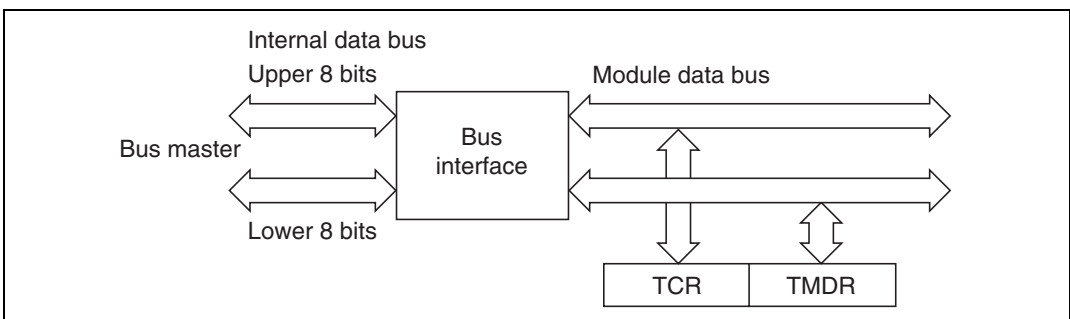 Internal data bus
Upper 8 bits
Module data bus
Bus master
Bus
interface
Lower 8 bits
TCR
TMDR